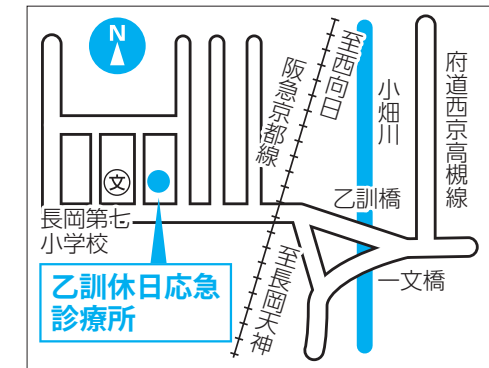 N
至西向日
阪急京都線
小畑川
府道西京高槻線
文
乙訓橋
長岡第七
小学校
乙訓休日応急
診療所
至長岡天神
一文橋